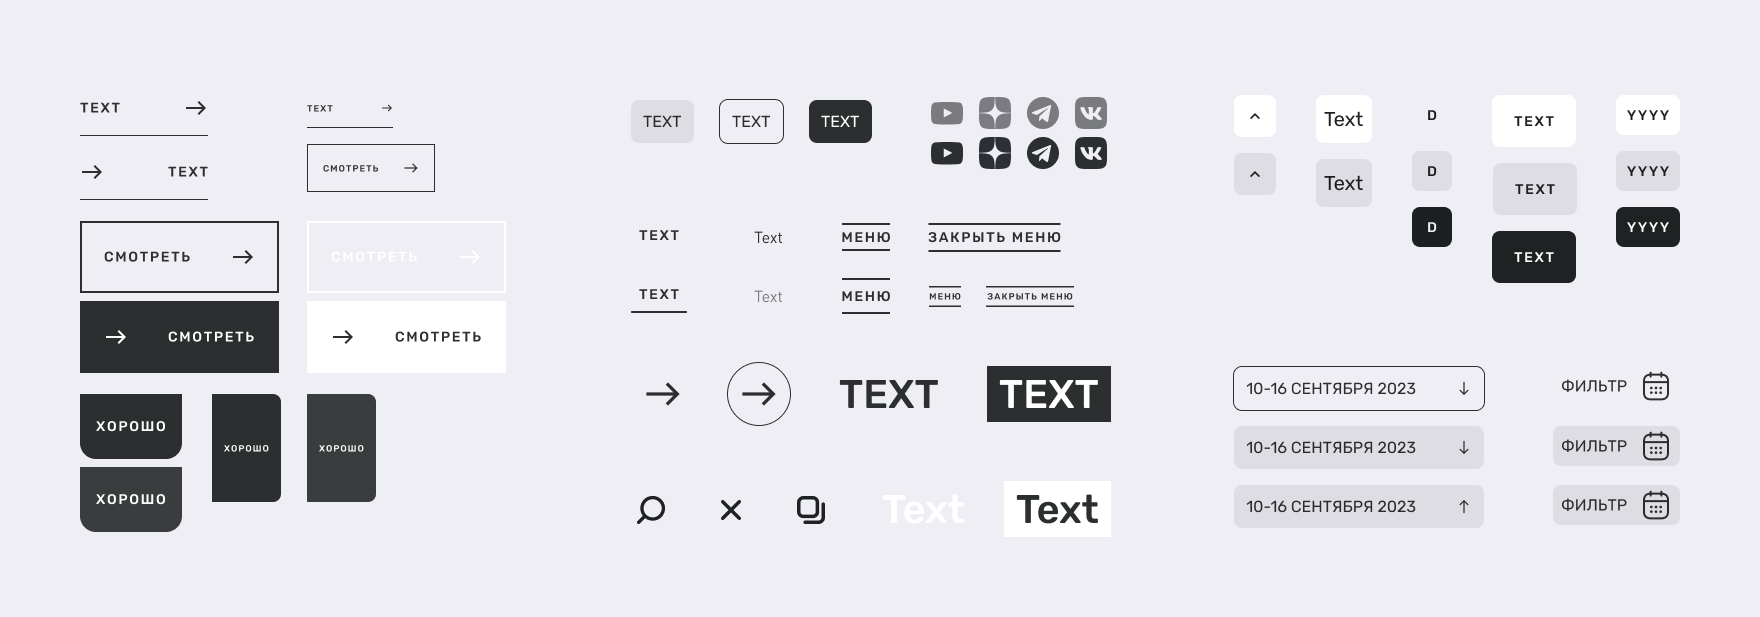 TEXT
TEXT
TEXT
СМОТРЕТЬ
СМОТРЕТЬ
СМОТРЕТЬ
СМОТРЕТЬ
СМОТРЕТЬ
ХОРОШО
ХОРОШО
ХОРОШО
ХОРОШО
TEXT
TEXT
TEXT
TEXT
Text
МЕНЮ
ЗАКРЫТЬ МЕНЮ
TEXT
Text
МЕНЮ
МЕНЮ
ЗАКРЫТЬ МЕНЮ
TEXT
TEXT
Text
Text
Text
Text
D
D
D
TEXT
TEXT
TEXT
YYYY
YYYY
YYYY
10-16 СЕНТЯБРЯ 2023
ФИЛЬТР
10-16 СЕНТЯБРЯ 2023
ФИЛЬТР
10-16 СЕНТЯБРЯ 2023
ФИЛЬТР